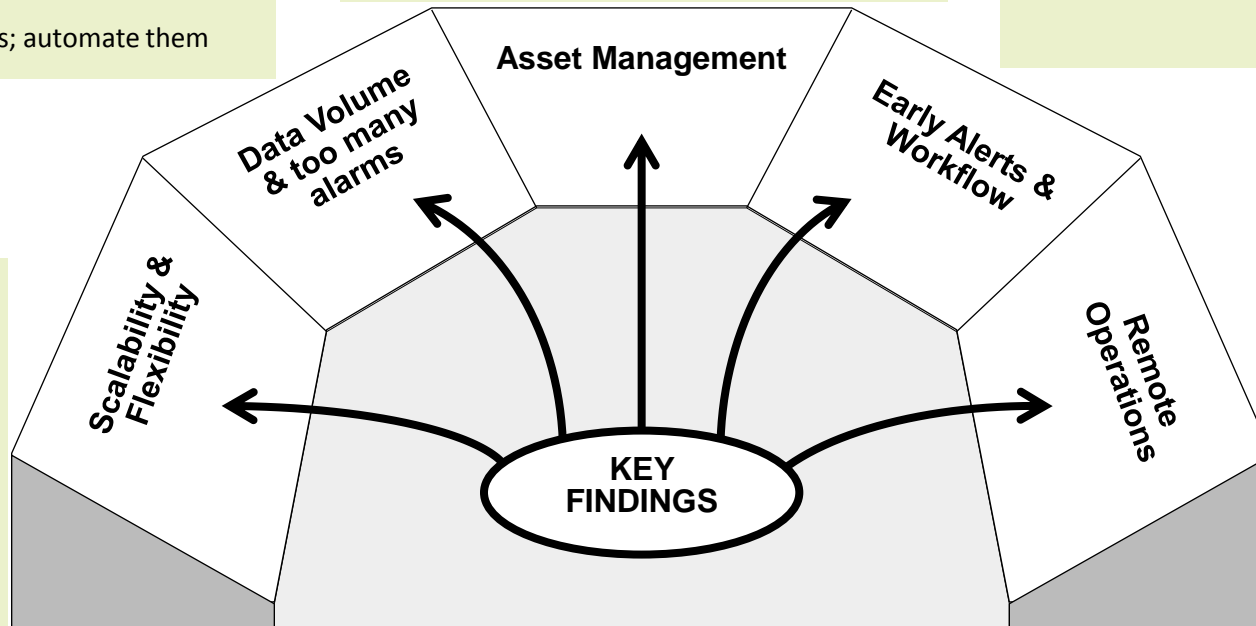 s; automate them
Asset Management
Data Volume
& too many
alarms
Early Alerts &
Workflow
Scalability &
Flexibility
Remote
Operations
KEY
FINDINGS